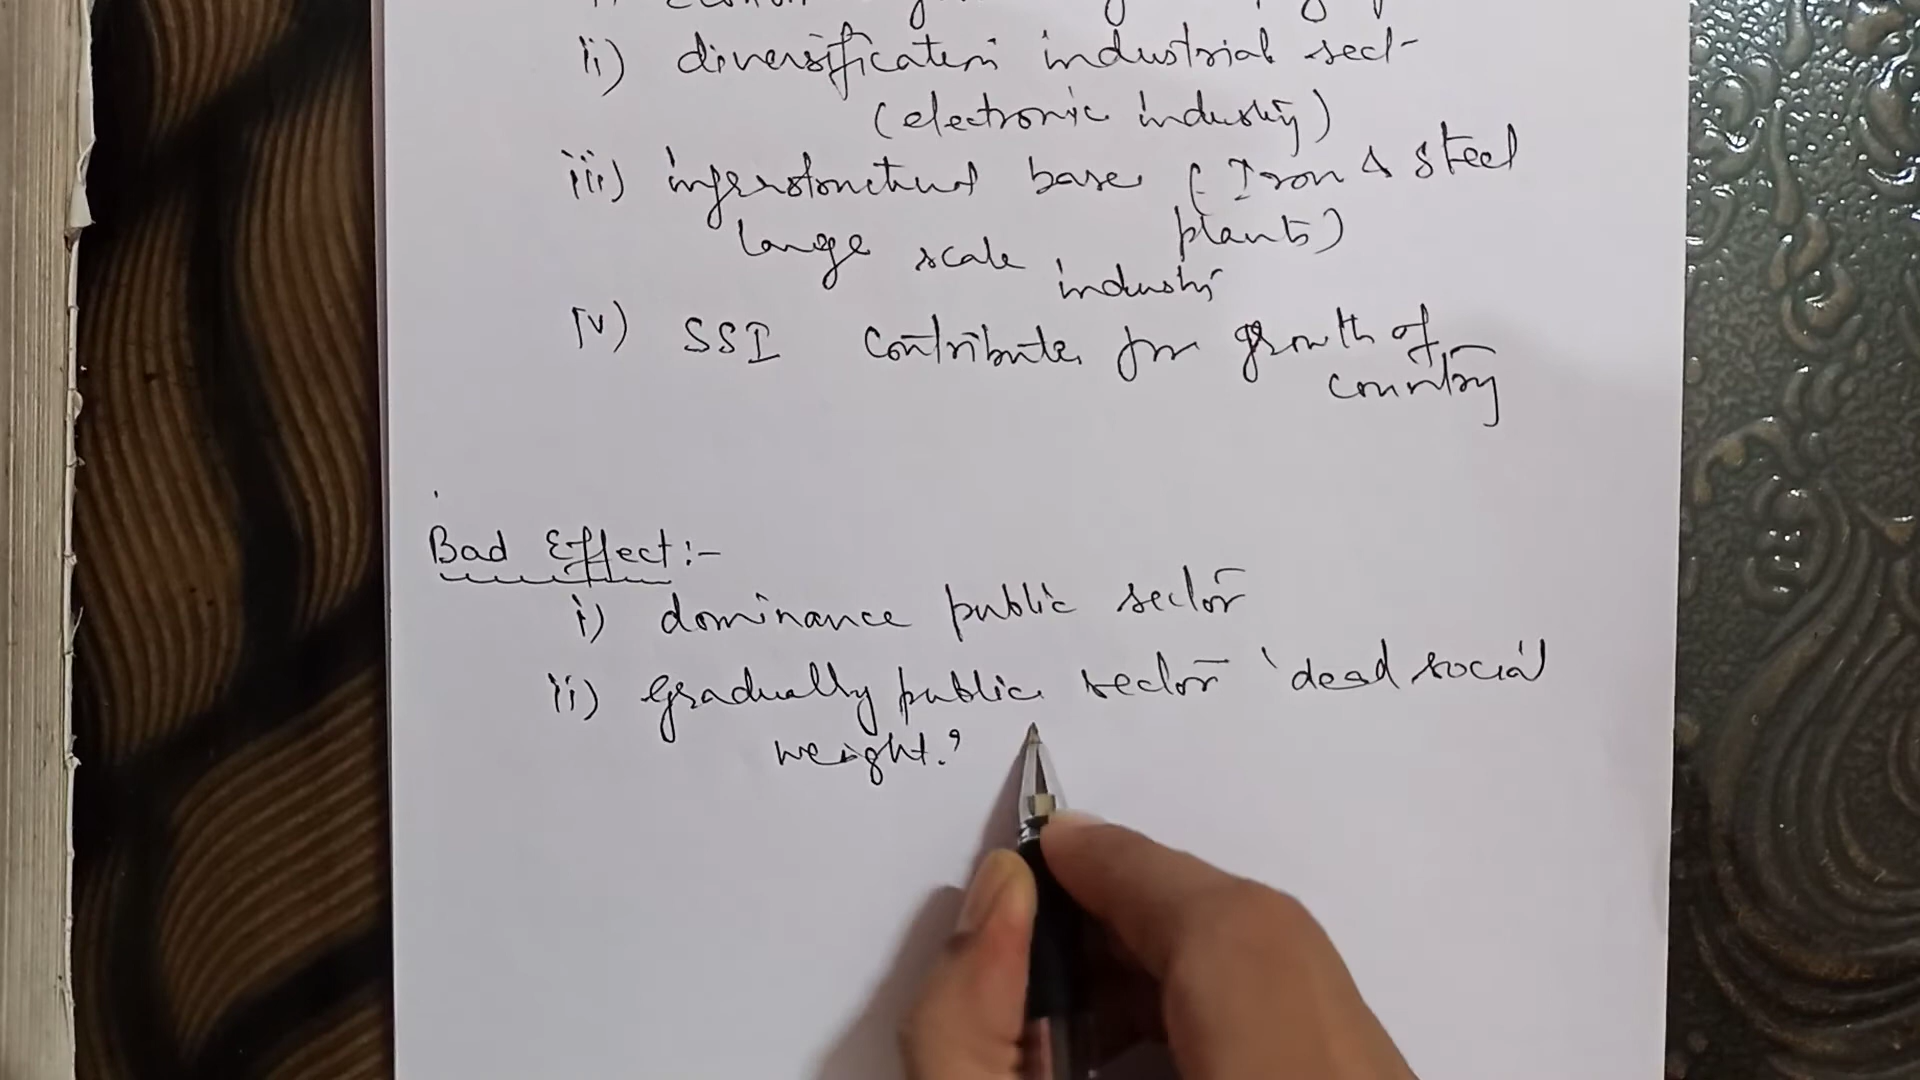 ii) diversification industrial sect-
(electronic industry)
iii) base (Iron & steel
plants)
large scale
industry
IV) SSI contribute for growth of
country
Bad Effect:-
i) dominance public sector
ii) gradually public sector 'dead social
weight.'